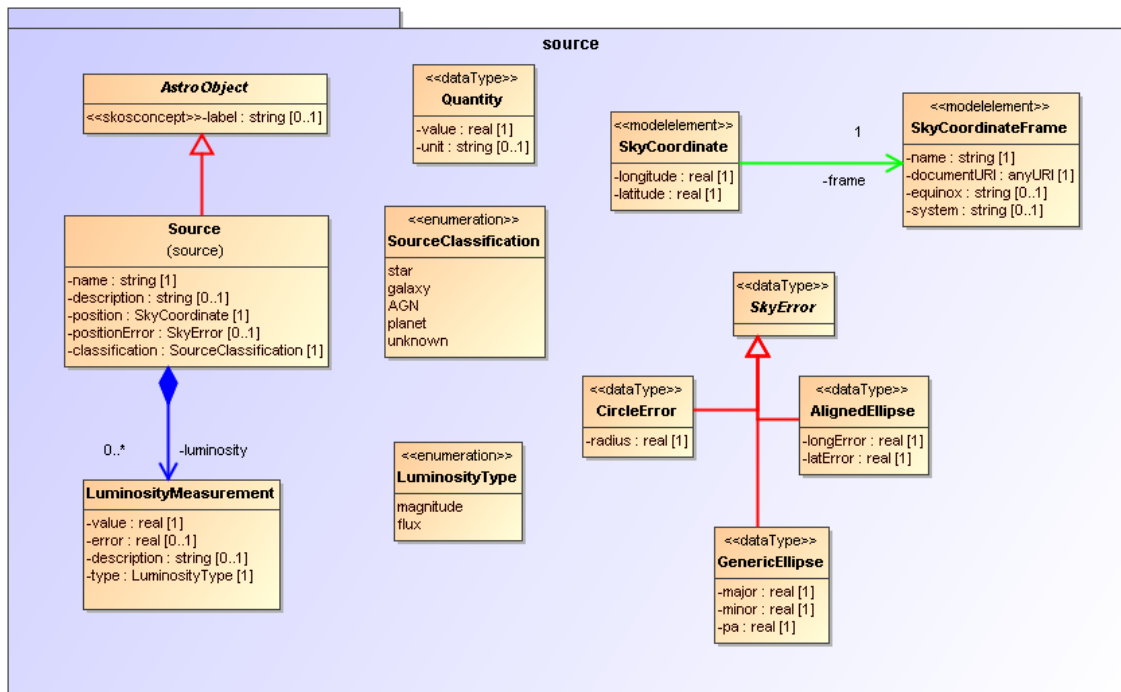 source
AstroObject
<<skosconcept>>-label : string [0..1]
<<dataType>>
Quantity
-value : real [1]
-unit : string [0..1]
<<modelelement>>
SkyCoordinate
-longitude : real [1]
-latitude : real [1]
1
-frame
<<modelelement>>
SkyCoordinateFrame
-name : string [1]
-documentURI : anyURI [1]
-equinox : string [0..1]
-system : string [0..1]
Source
(source)
-name : string [1]
-description : string [0..1]
-position : SkyCoordinate [1]
-positionError : SkyError [0..1]
-classification : SourceClassification [1]
<<enumeration>>
SourceClassification
star
galaxy
AGN
planet
unknown
<<dataType>>
SkyError
<<dataType>>
CircleError
-radius : real [1]
<<dataType>>
AlignedEllipse
-longError : real [1]
-latError : real [1]
0..*
-luminosity
<<enumeration>>
LuminosityType
magnitude
flux
LuminosityMeasurement
-value : real [1]
-error : real [0..1]
-description : string [0..1]
-type : LuminosityType [1]
<<dataType>>
GenericEllipse
-major : real [1]
-minor : real [1]
-pa : real [1]